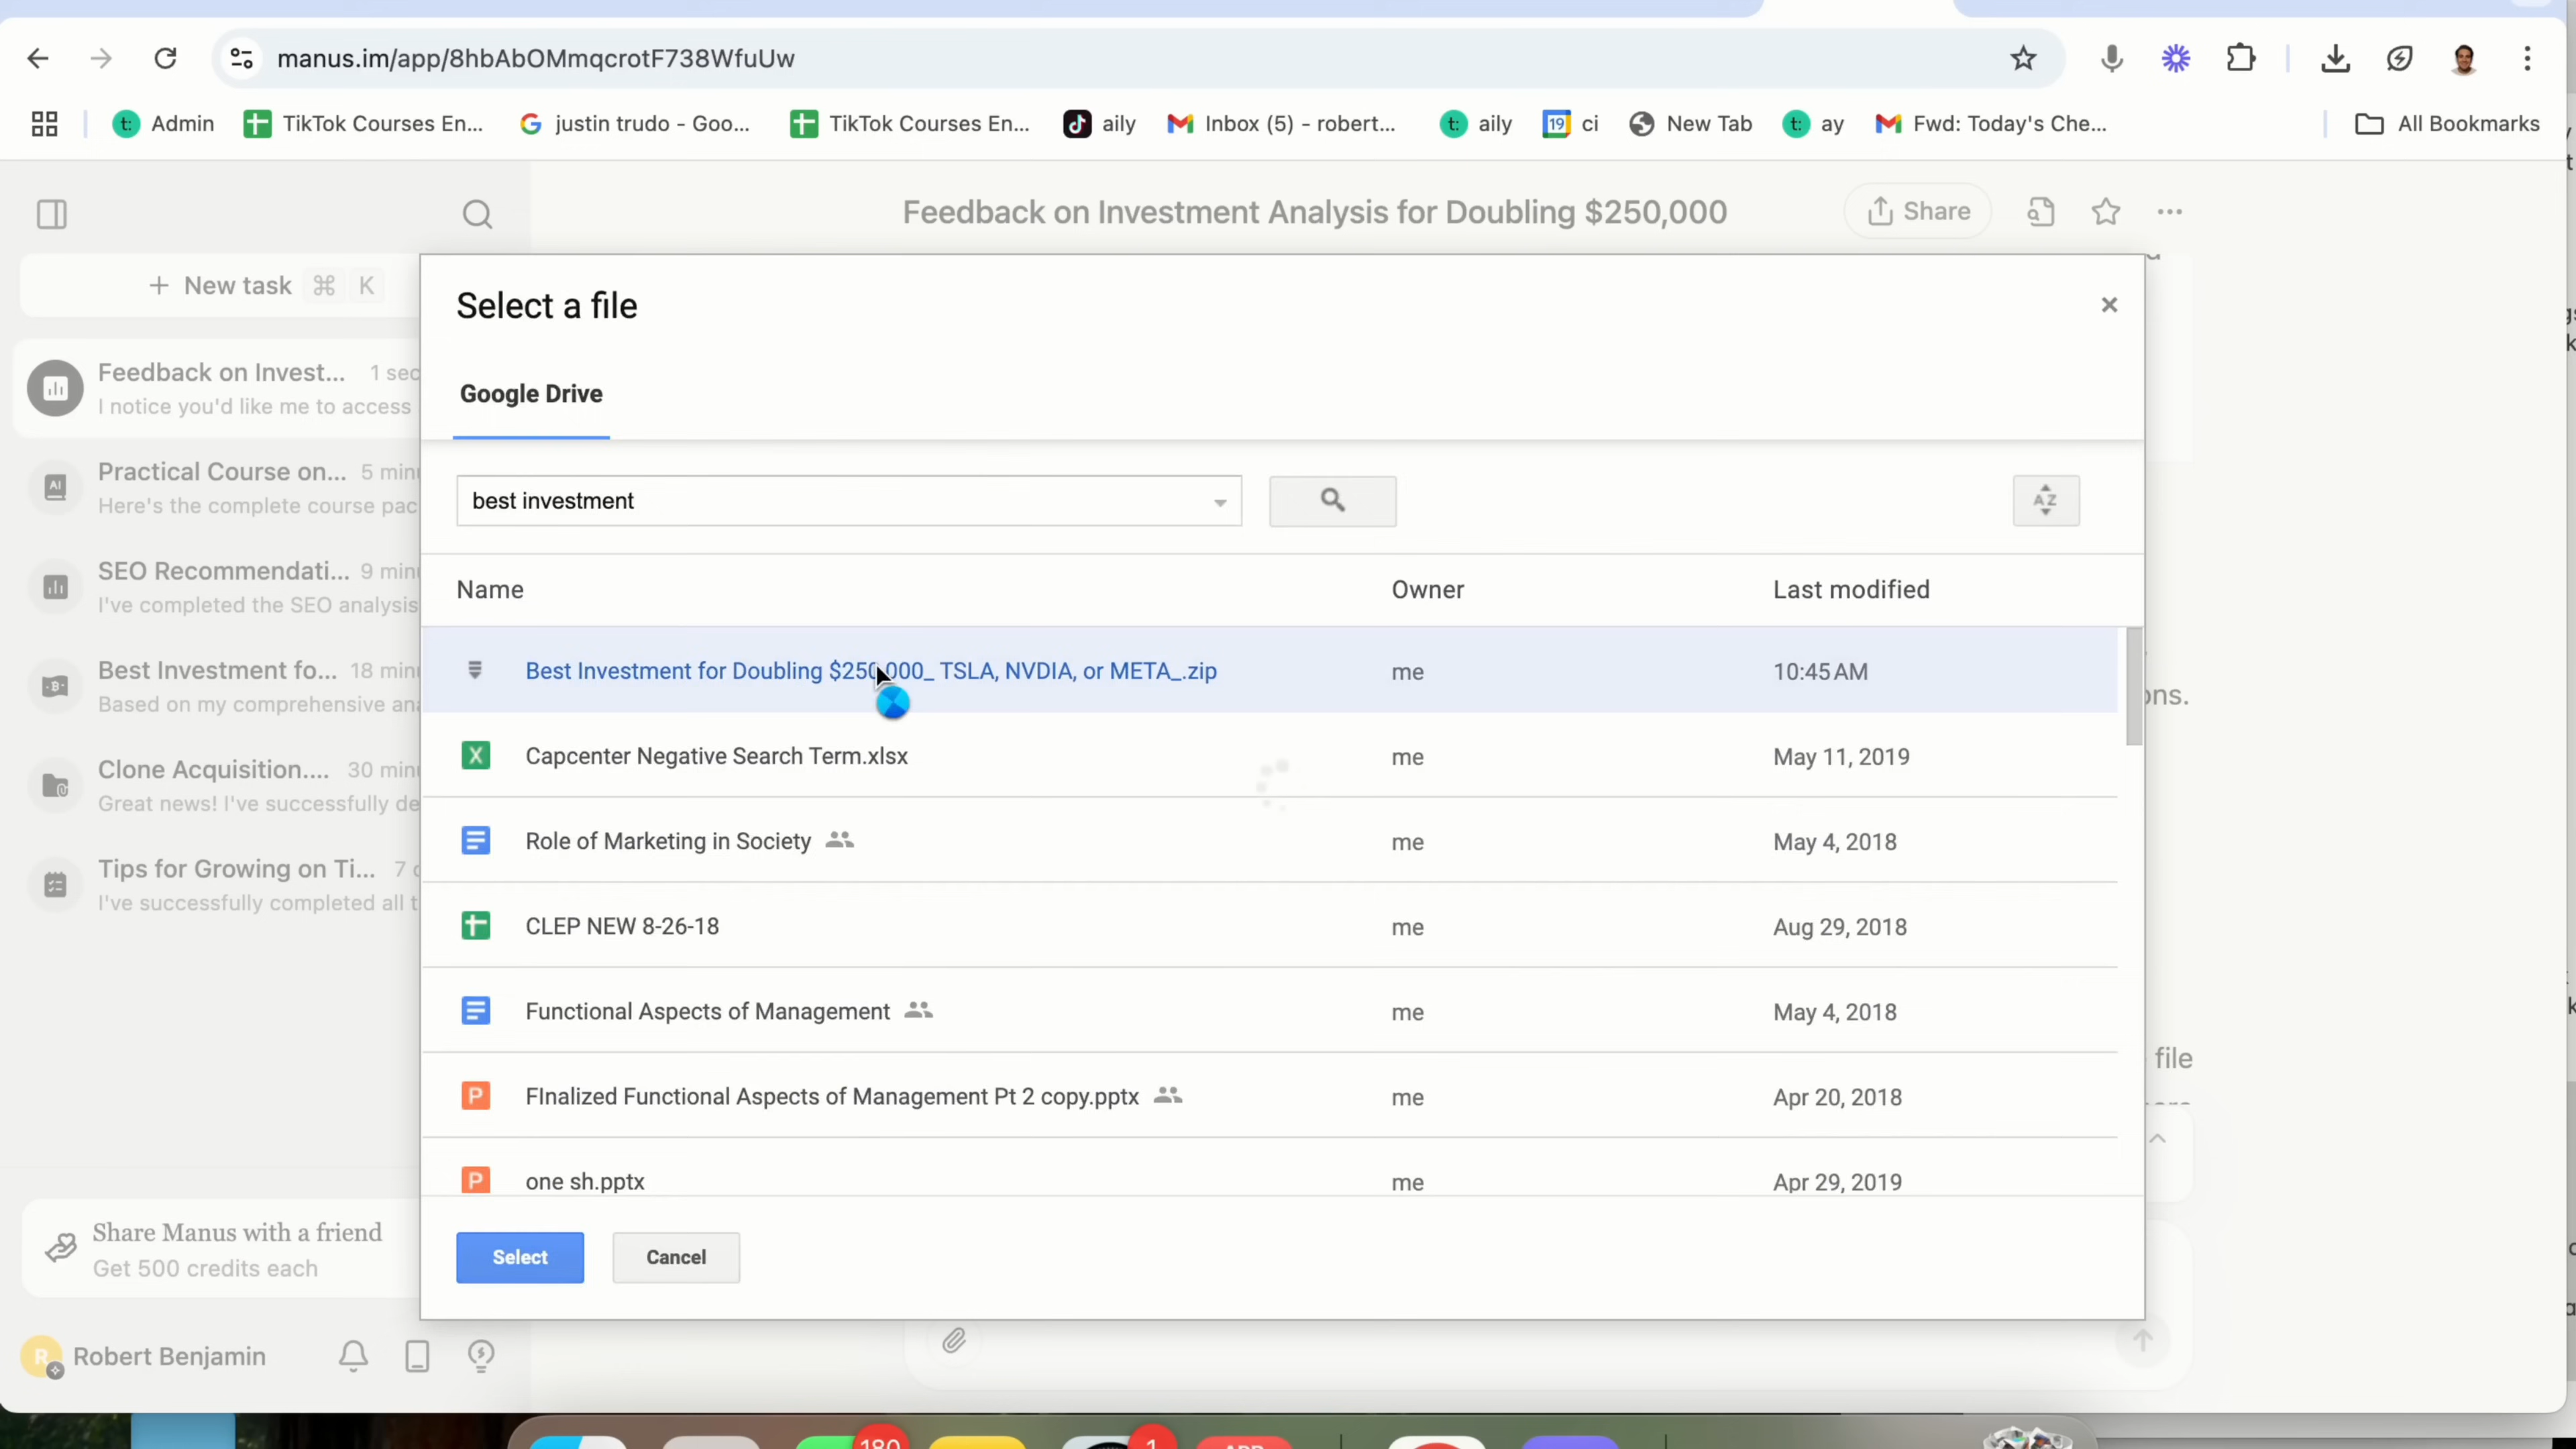 manus.im/app/8hbAbOMmqcrotF738WfuUw
Admin
TikTok Courses En...
justin trudo - Goo...
TikTok Courses En...
aily
Inbox (5) - robert...
aily
19
ci
New Tab
ay
Fwd: Today's Che...
All Bookmarks
Feedback on Investment Analysis for Doubling $250,000
Share
New task ⌘ K
Feedback on Invest... 1 sec
I notice you'd like me to access
Practical Course on... 5 min
Here's the complete course pac
SEO Recommendati... 9 min
I've completed the SEO analysis
Best Investment fo... 18 min
Based on my comprehensive an
Clone Acquisition.... 30 min
Great news! I've successfully de
Tips for Growing on Ti... 7
I've successfully completed all t
Share Manus with a friend
Get 500 credits each
R
Robert Benjamin
Select a file
Google Drive
best investment
AZ
Name Owner Last modified
Best Investment for Doubling $250,000_ TSLA, NVDIA, or META_.zip me 10:45 AM
Capcenter Negative Search Term.xlsx me May 11, 2019
Role of Marketing in Society me May 4, 2018
CLEP NEW 8-26-18 me Aug 29, 2018
Functional Aspects of Management me May 4, 2018
FInalized Functional Aspects of Management Pt 2 copy.pptx me Apr 20, 2018
one sh.pptx me Apr 29, 2019
Select
Cancel
ons.
file
180
1